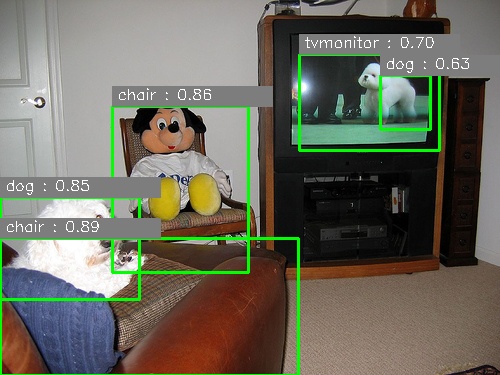 tvmonitor : 0.70
dog : 0.63
chair : 0.86
dog : 0.85
chair : 0.89